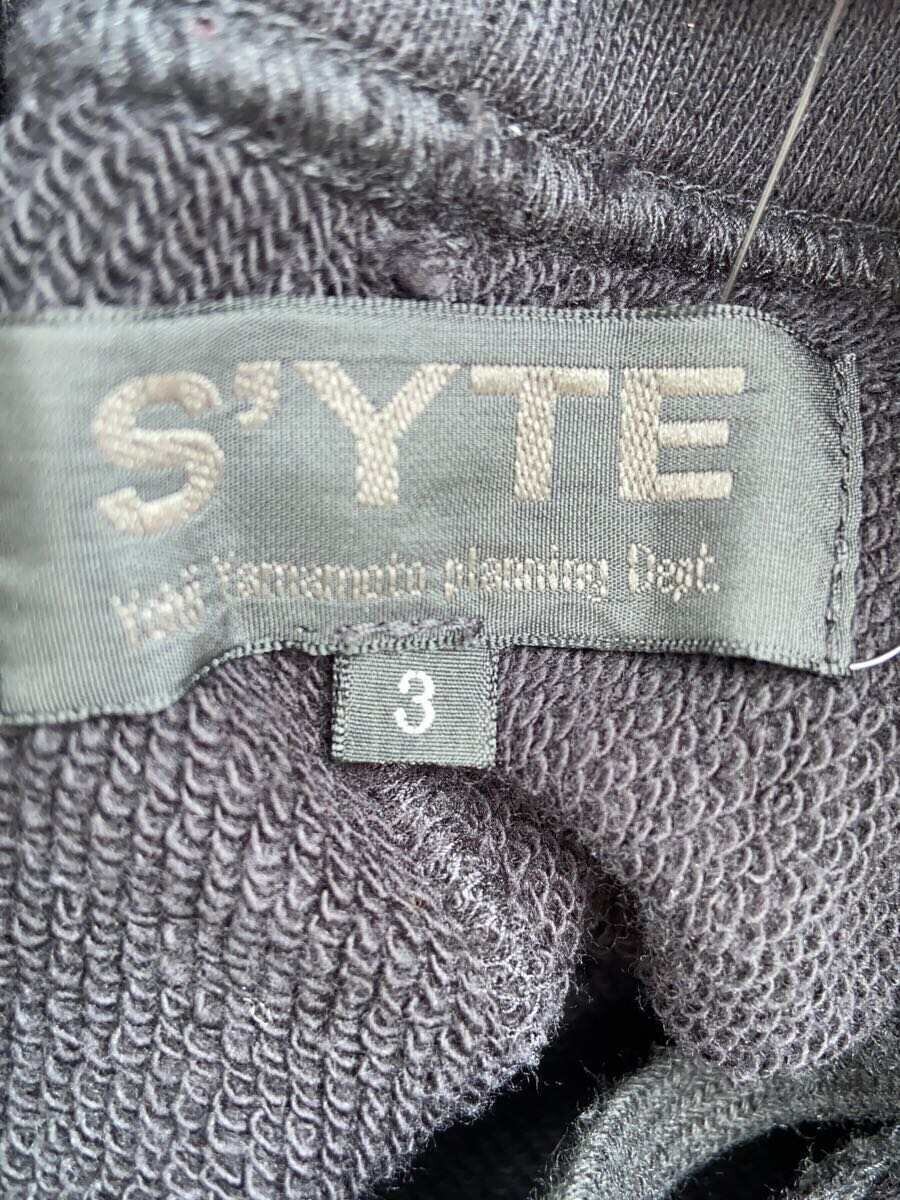 S'YTE
Yohji Yamamoto planning Dept.
3